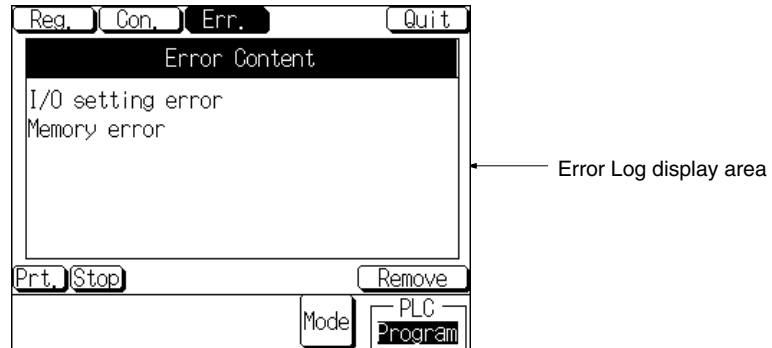 Reg. Con. Err. Quit
Error Content
I/O setting error
Memory error
Error Log display area
Prt. Stop Remove
Mode PLC
Program